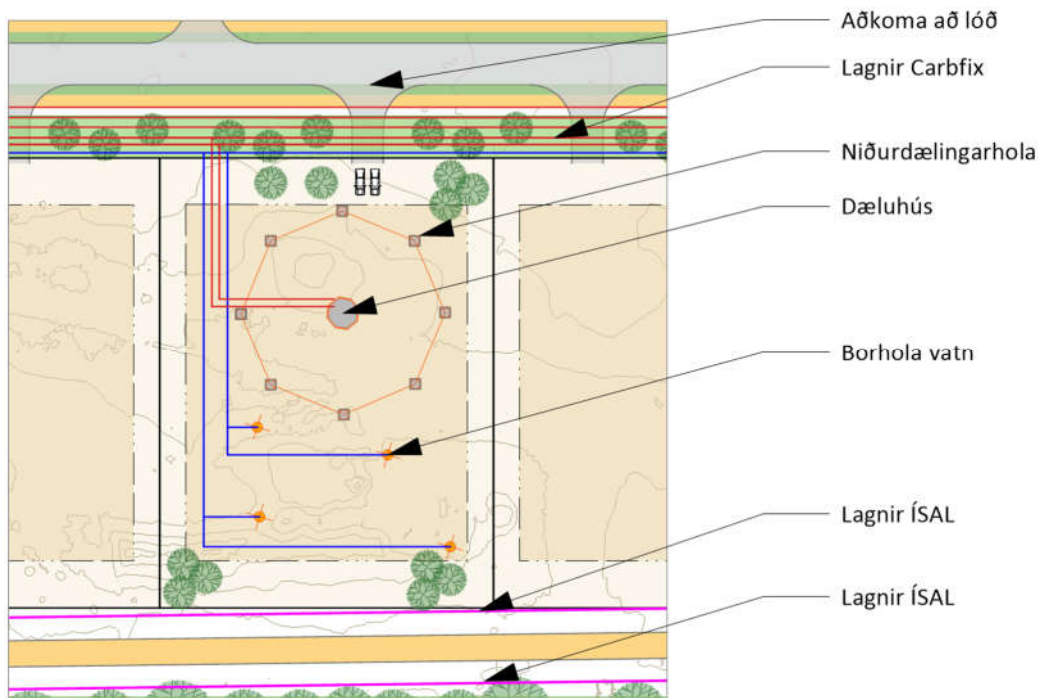 Aðkoma að lóð
Lagnir Carbfix
Niðurdælingarhola
Dæluhús
Borhola vatn
Lagnir ÍSAL
Lagnir ÍSAL